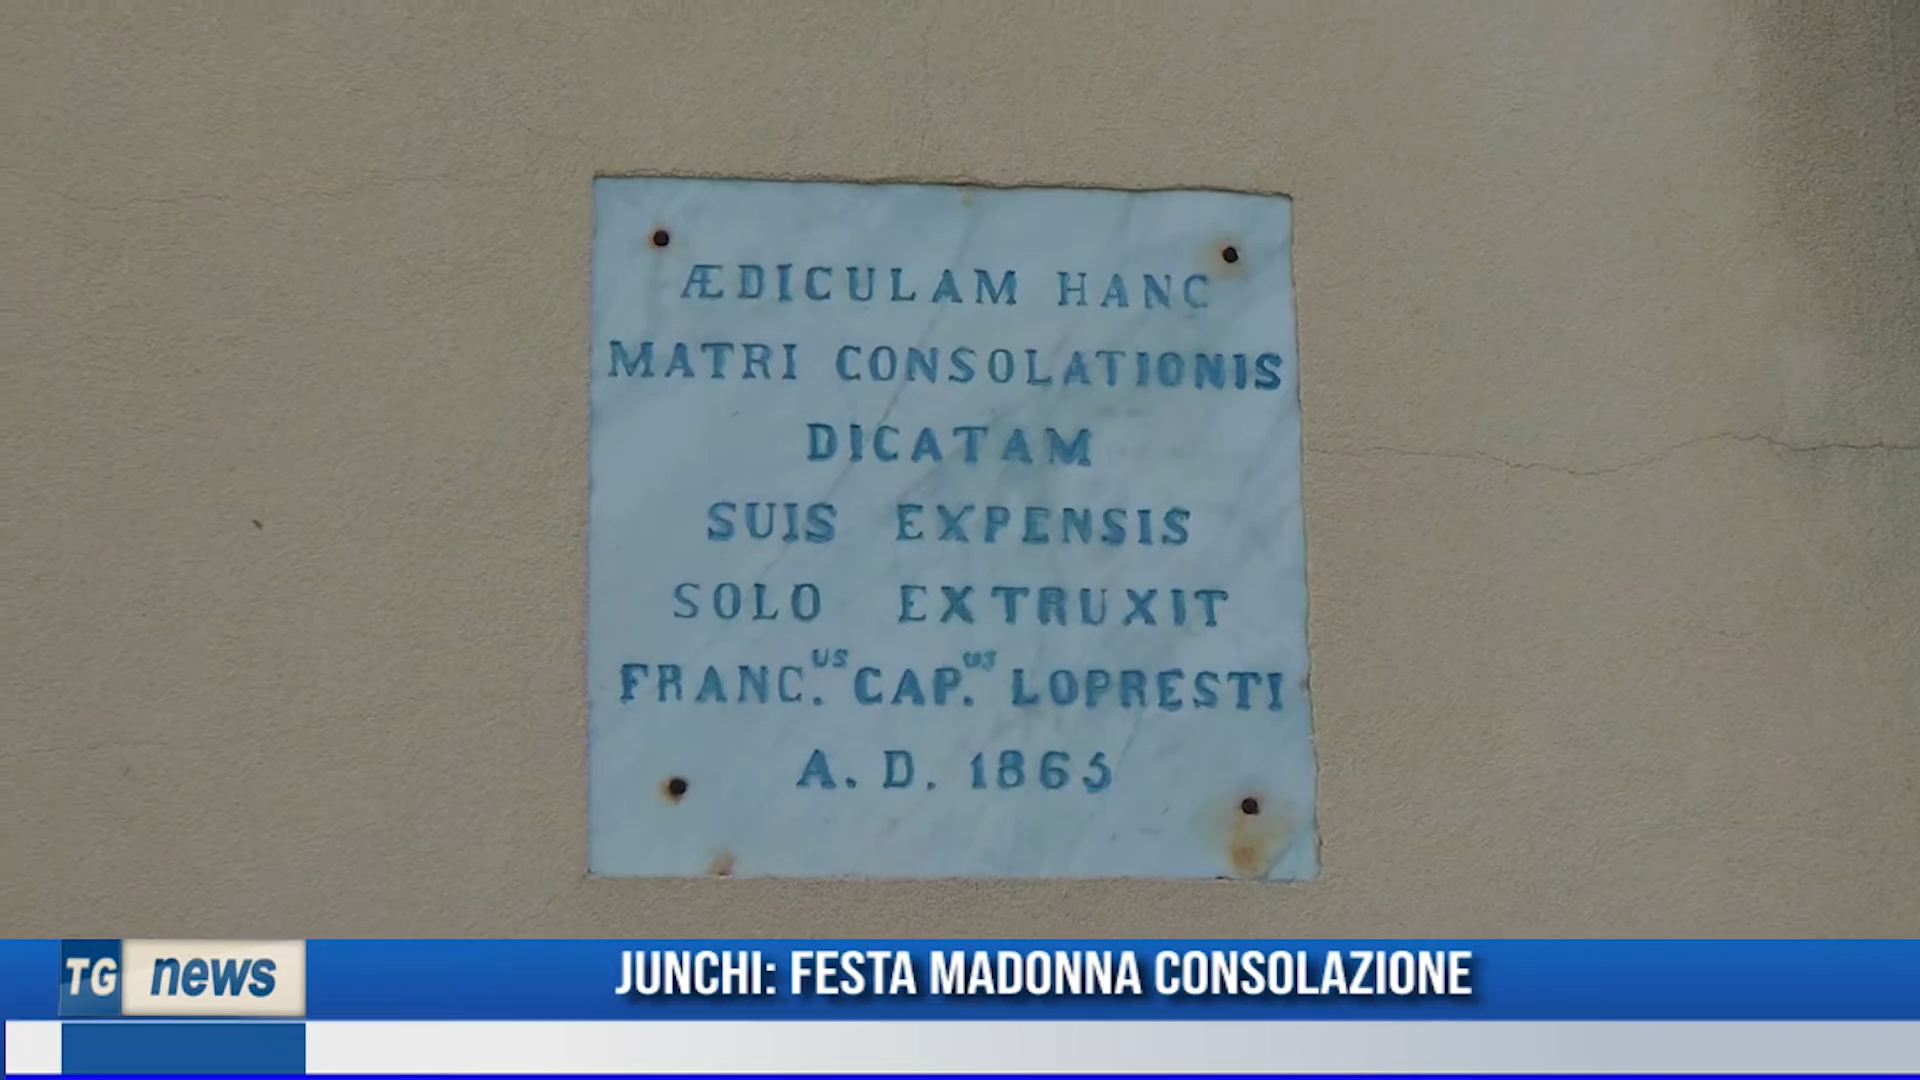 ÆDICULAM HANC
MATRI CONSOLATIONIS
DICATAM
SUIS EXPENSIS
SOLO EXTRUXIT
FRANC.us CAP.us LOPRESTI
A. D. 1865
TG news
JUNCHI: FESTA MADONNA CONSOLAZIONE